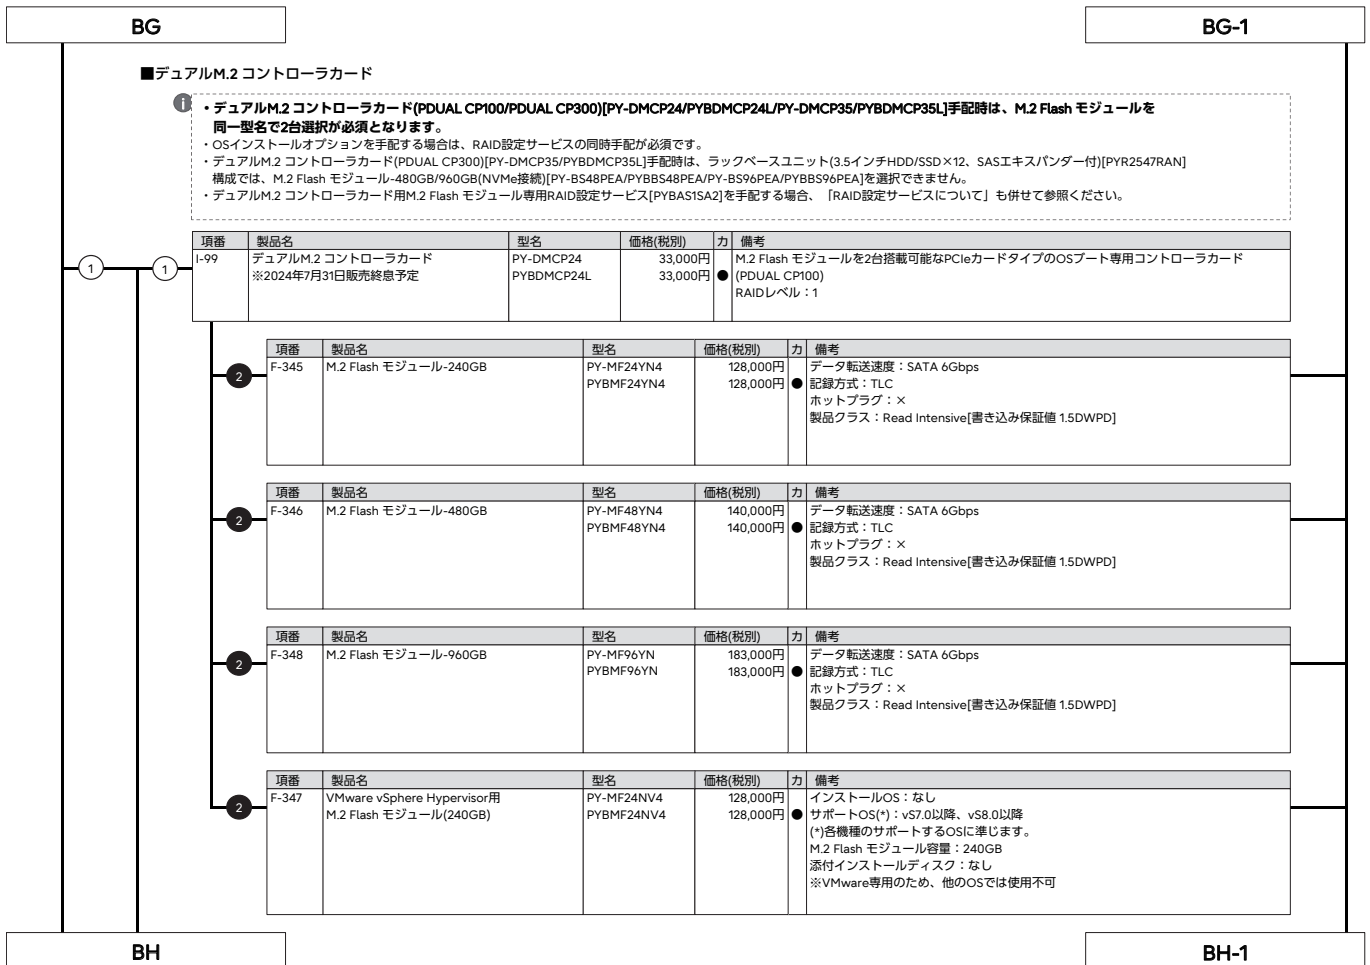 BG
BG-1
■デュアルM.2 コントローラカード
i
・デュアルM.2 コントローラカード(PDUAL CP100/PDUAL CP300)[PY-DMCP24/PYBDMCP24L/PY-DMCP35/PYBDMCP35L]手配時は、M.2 Flash モジュールを
同一型名で2台選択が必須となります。
・OSインストールオプションを手配する場合は、RAID設定サービスの同時手配が必須です。
・デュアルM.2 コントローラカード(PDUAL CP300)[PY-DMCP35/PYBDMCP35L]手配時は、ラックベースユニット(3.5インチHDD/SSD×12、SASエキスパンダー付)[PYR2547RAN]
構成では、M.2 Flash モジュール-480GB/960GB(NVMe接続)[PY-BS48PEA/PYBBS48PEA/PY-BS96PEA/PYBBS96PEA]を選択できません。
・デュアルM.2 コントローラカード用M.2 Flash モジュール専用RAID設定サービス[PYBAS1SA2]を手配する場合、「RAID設定サービスについて」も併せて参照ください。
項番 製品名 型名 価格(税別) カ 備考
1 1 I-99 デュアルM.2 コントローラカード PY-DMCP24 33,000円 M.2 Flash モジュールを2台搭載可能なPCIeカードタイプのOSブート専用コントローラカード
※2024年7月31日販売終息予定 PYBDMCP24L 33,000円 ● (PDUAL CP100)
RAIDレベル：1
項番 製品名 型名 価格(税別) カ 備考
2 F-345 M.2 Flash モジュール-240GB PY-MF24YN4 128,000円 データ転送速度：SATA 6Gbps
PYBMF24YN4 128,000円 ● 記録方式：TLC
ホットプラグ：×
製品クラス：Read Intensive[書き込み保証値 1.5DWPD]
項番 製品名 型名 価格(税別) カ 備考
2 F-346 M.2 Flash モジュール-480GB PY-MF48YN4 140,000円 データ転送速度：SATA 6Gbps
PYBMF48YN4 140,000円 ● 記録方式：TLC
ホットプラグ：×
製品クラス：Read Intensive[書き込み保証値 1.5DWPD]
項番 製品名 型名 価格(税別) カ 備考
2 F-348 M.2 Flash モジュール-960GB PY-MF96YN 183,000円 データ転送速度：SATA 6Gbps
PYBMF96YN 183,000円 ● 記録方式：TLC
ホットプラグ：×
製品クラス：Read Intensive[書き込み保証値 1.5DWPD]
項番 製品名 型名 価格(税別) カ 備考
2 F-347 VMware vSphere Hypervisor用 PY-MF24NV4 128,000円 インストールOS：なし
M.2 Flash モジュール(240GB) PYBMF24NV4 128,000円 ● サポートOS(*)：vS7.0以降、vS8.0以降
(*)各機種のサポートするOSに準じます。
M.2 Flash モジュール容量：240GB
添付インストールディスク：なし
※VMware専用のため、他のOSでは使用不可
BH
BH-1